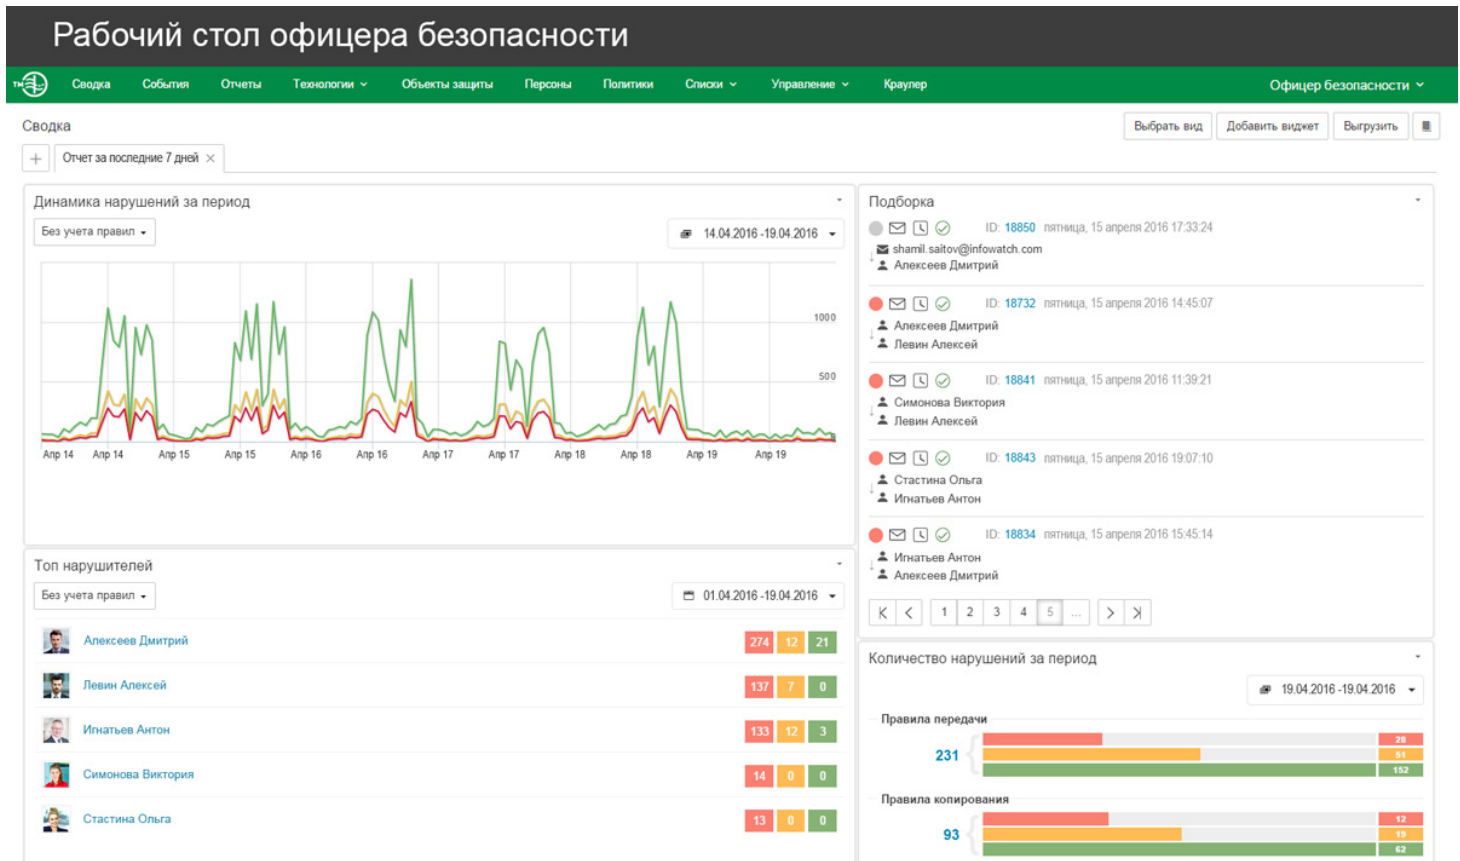 Рабочий стол офицера безопасности
тм Сводка События Отчеты Технологии Объекты защиты Персоны Политики Списки Управление Краулер Офицер безопасности
Сводка
Выбрать вид Добавить виджет Выгрузить
+ Отчет за последние 7 дней ×
Динамика нарушений за период
Без учета правил
14.04.2016 -19.04.2016
1000
500
Апр 14 Апр 14 Апр 15 Апр 15 Апр 16 Апр 16 Апр 17 Апр 17 Апр 18 Апр 18 Апр 19 Апр 19
Топ нарушителей
Без учета правил
01.04.2016 -19.04.2016
Алексеев Дмитрий 274 12 21
Левин Алексей 137 7 0
Игнатьев Антон 133 12 3
Симонова Виктория 14 0 0
Стастина Ольга 13 0 0
Подборка
ID: 18850 пятница, 15 апреля 2016 17:33:24
shamil.saitov@infowatch.com
Алексеев Дмитрий
ID: 18732 пятница, 15 апреля 2016 14:45:07
Алексеев Дмитрий
Левин Алексей
ID: 18841 пятница, 15 апреля 2016 11:39:21
Симонова Виктория
Левин Алексей
ID: 18843 пятница, 15 апреля 2016 19:07:10
Стастина Ольга
Игнатьев Антон
ID: 18834 пятница, 15 апреля 2016 15:45:14
Игнатьев Антон
Алексеев Дмитрий
1 2 3 4 5 ...
Количество нарушений за период
19.04.2016 -19.04.2016
Правила передачи
28
231 51
152
Правила копирования
12
93 19
62